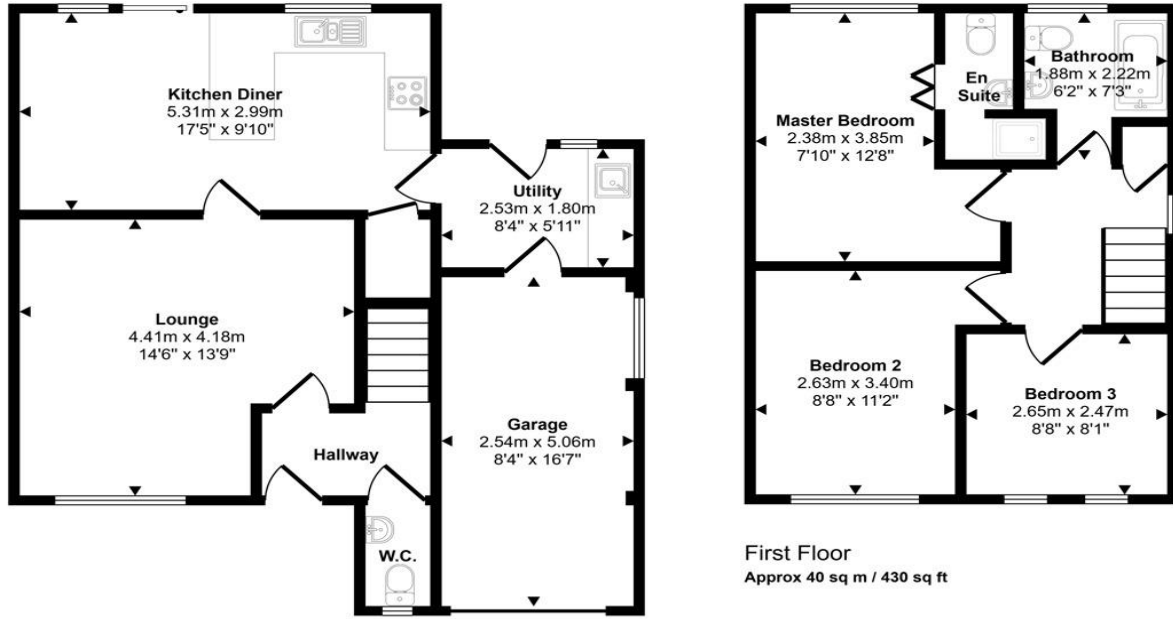 Kitchen Diner
5.31m x 2.99m
17'5" x 9'10"
Utility
2.53m x 1.80m
8'4" x 5'11"
Lounge
4.41m x 4.18m
14'6" x 13'9"
Hallway
Garage
2.54m x 5.06m
8'4" x 16'7"
W.C.
En
Suite
Bathroom
1.88m x 2.22m
6'2" x 7'3"
Master Bedroom
2.38m x 3.85m
7'10" x 12'8"
Bedroom 2
2.63m x 3.40m
8'8" x 11'2"
Bedroom 3
2.65m x 2.47m
8'8" x 8'1"
First Floor
Approx 40 sq m / 430 sq ft